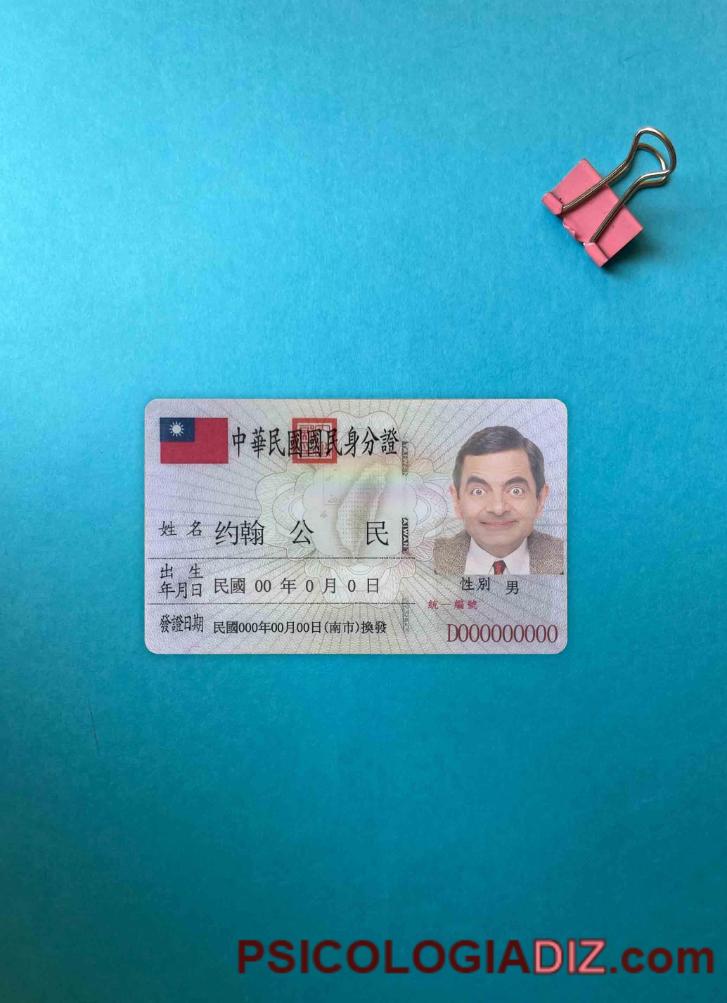 中華民國國民身分證
姓名 约翰 公 民
出生
年月日 民國 00 年 0 月 0 日
性別 男
統一編號
發證日期 民國000年00月00日(南市)換發
D000000000
PSICOLOGIADIZ.com